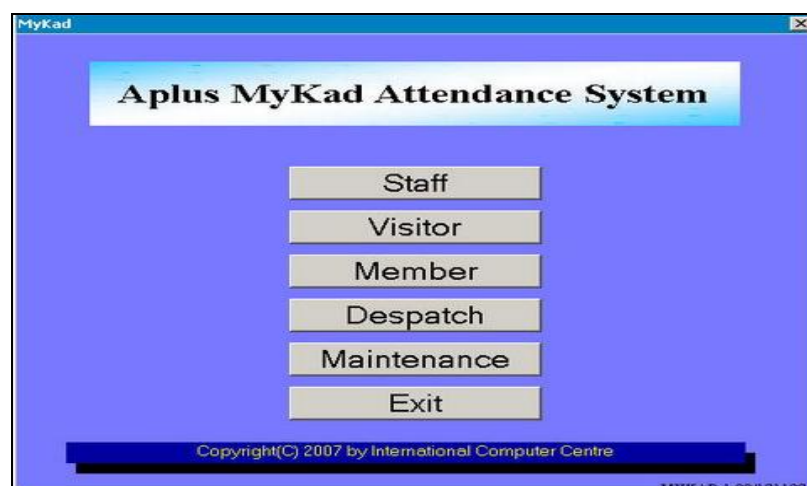 MyKad
Aplus MyKad Attendance System
Staff
Visitor
Member
Despatch
Maintenance
Exit
Copyright(C) 2007 by International Computer Centre